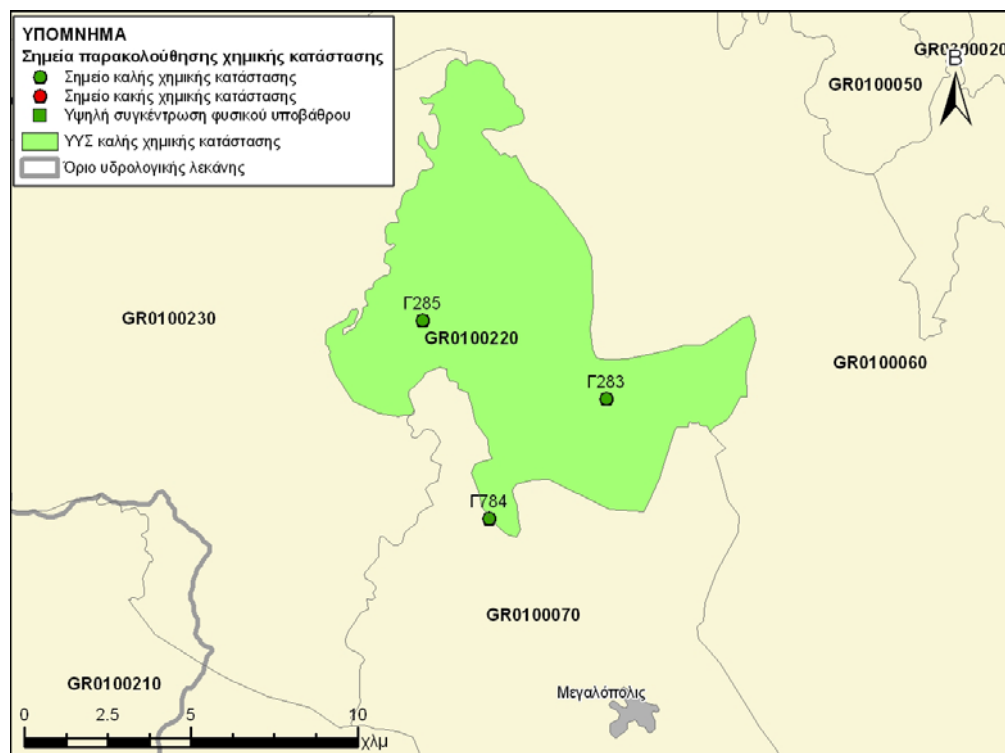 ΥΠΟΜΝΗΜΑ
Σημεία παρακολούθησης χημικής κατάστασης
Σημείο καλής χημικής κατάστασης
Σημείο κακής χημικής κατάστασης
Υψηλή συγκέντρωση φυσικού υποβάθρου
ΥΥΣ καλής χημικής κατάστασης
Όριο υδρολογικής λεκάνης
GR0100020
Β
GR0100050
Γ285
GR0100230
GR0100220
GR0100060
Γ283
Γ784
GR0100070
GR0100210
Μεγαλόπόλις
0 2.5 5 10
χλμ